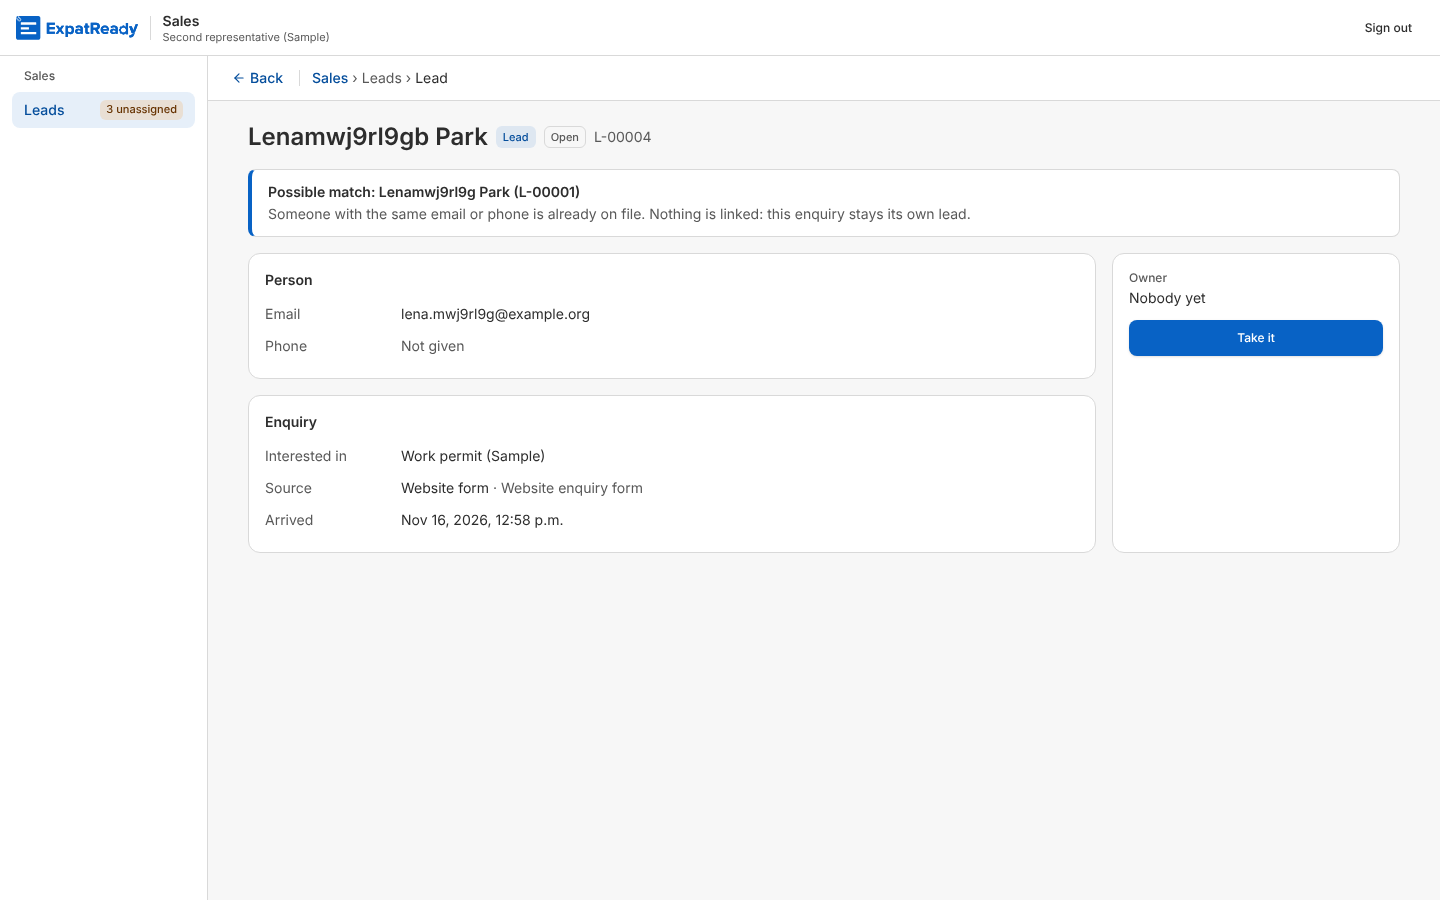 ExpatReady
Sales
Second representative (Sample)
Sign out
Sales
Leads
3 unassigned
← Back
Sales › Leads › Lead
Lenamwj9rl9gb Park
Lead
Open
L-00004
Possible match: Lenamwj9rl9g Park (L-00001)
Someone with the same email or phone is already on file. Nothing is linked: this enquiry stays its own lead.
Person
Email lena.mwj9rl9g@example.org
Phone Not given
Owner
Nobody yet
Take it
Enquiry
Interested in Work permit (Sample)
Source Website form · Website enquiry form
Arrived Nov 16, 2026, 12:58 p.m.